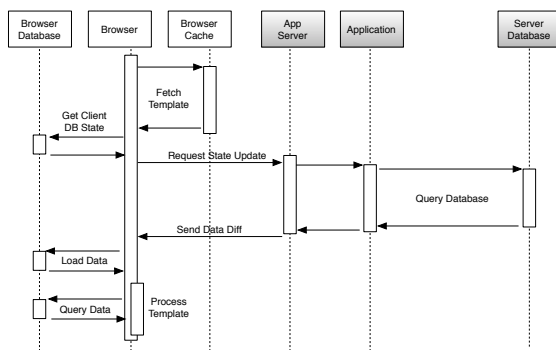 Browser
Database
Browser
Browser
Cache
App
Server
Application
Server
Database
Fetch
Template
Get Client
DB State
Request State Update
Query Database
Send Data Diff
Load Data
Process
Template
Query Data